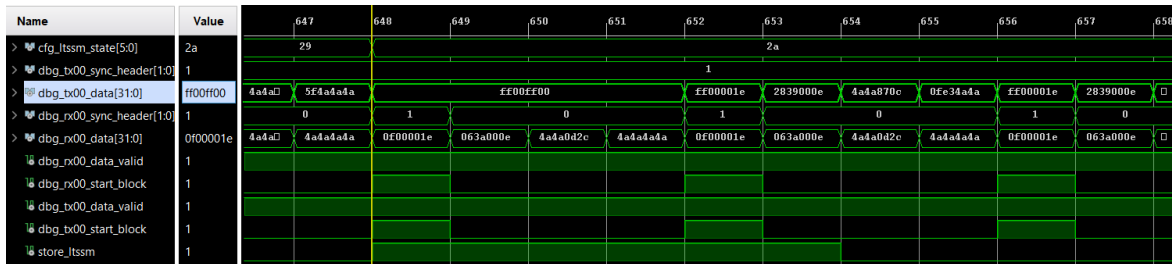 Name Value 647 648 649 650 651 652 653 654 655 656 657 658
cfg_ltssm_state[5:0] 2a 29 2a
dbg_tx00_sync_header[1:0] 1 1
dbg_tx00_data[31:0] ff00ff00 4a4a 5f4a4a4a ff00ff00 ff00001e 2839000e 4a4a870c 0fe34a4a ff00001e 2839000e
dbg_rx00_sync_header[1:0] 1 0 1 0 1 0 1 0
dbg_rx00_data[31:0] 0f00001e 4a4a 4a4a4a4a 0f00001e 063a000e 4a4a0d2c 4a4a4a4a 0f00001e 063a000e 4a4a0d2c 4a4a4a4a 0f00001e 063a000e
dbg_rx00_data_valid 1
dbg_rx00_start_block 1
dbg_tx00_data_valid 1
dbg_tx00_start_block 1
store_ltssm 1